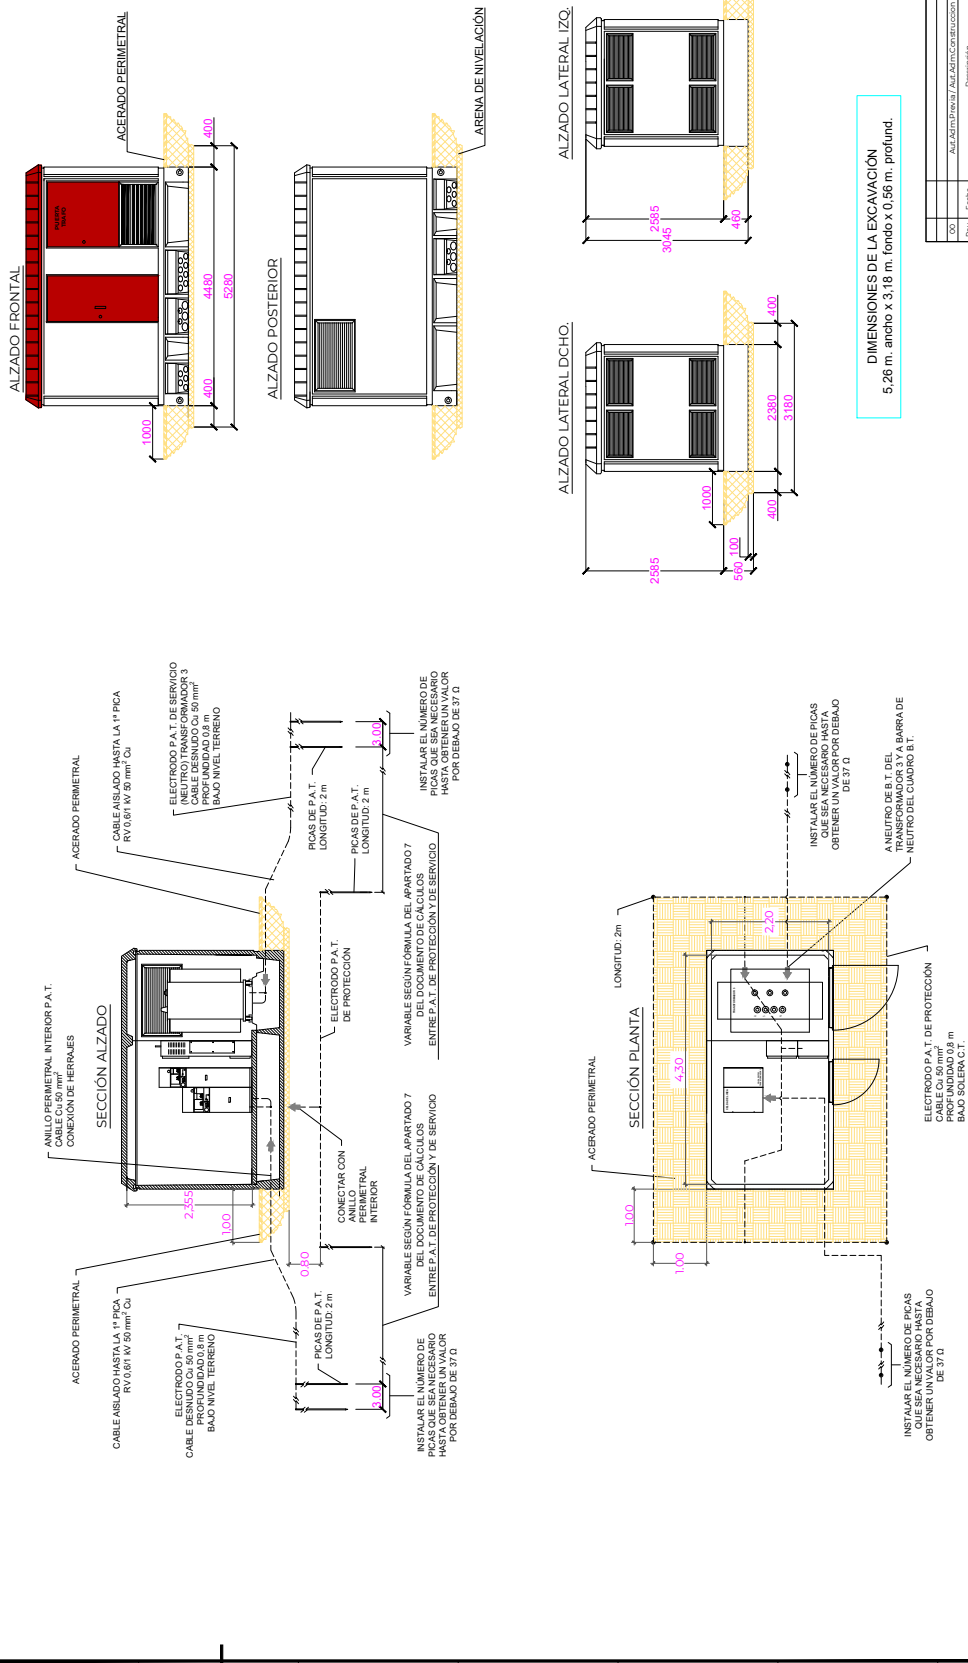 SECCIÓN ALZADO
ANILLO PERIMETRAL INTERIOR P.A.T.
CABLE Cu 50 mm²
CONEXIÓN DE HERRAJES
ACERADO PERIMETRAL
CABLE AISLADO HASTA LA 1ª PICA
RV 0,6/1 kV 50 mm² Cu
ELECTRODO P.A.T.
CABLE DESNUDO Cu 50 mm²
PROFUNDIDAD 0,8 m
BAJO NIVEL TERRENO
PICAS DE P.A.T.
LONGITUD: 2 m
3.00
INSTALAR EL NÚMERO DE
PICAS QUE SEA NECESARIO
HASTA OBTENER UN VALOR
POR DEBAJO DE 37 Ω
2,355
1,00
0.80
CONECTAR CON
ANILLO
PERIMETRAL
INTERIOR
VARIABLE SEGÚN FÓRMULA DEL APARTADO 7
DEL DOCUMENTO DE CÁLCULOS
ENTRE P.A.T. DE PROTECCIÓN Y DE SERVICIO
ELECTRODO P.A.T.
DE PROTECCIÓN
VARIABLE SEGÚN FÓRMULA DEL APARTADO 7
DEL DOCUMENTO DE CÁLCULOS
ENTRE P.A.T. DE PROTECCIÓN Y DE SERVICIO
ACERADO PERIMETRAL
CABLE AISLADO HASTA LA 1ª PICA
RV 0,6/1 kV 50 mm² Cu
ELECTRODO P.A.T. DE SERVICIO
(NEUTRO) TRANSFORMADOR 3
CABLE DESNUDO Cu 50 mm²
PROFUNDIDAD 0,8 m
BAJO NIVEL TERRENO
PICAS DE P.A.T.
LONGITUD: 2 m
PICAS DE P.A.T.
LONGITUD: 2 m
3.00
INSTALAR EL NÚMERO DE
PICAS QUE SEA NECESARIO
HASTA OBTENER UN VALOR
POR DEBAJO DE 37 Ω
ALZADO FRONTAL
ACERADO PERIMETRAL
1000
400
4480
400
5280
ALZADO POSTERIOR
ARENA DE NIVELACIÓN
SECCIÓN PLANTA
ACERADO PERIMETRAL
LONGITUD: 2m
1.00
1.00
4,30
2,20
INSTALAR EL NÚMERO DE PICAS
QUE SEA NECESARIO HASTA
OBTENER UN VALOR POR DEBAJO
DE 37 Ω
ELECTRODO P.A.T. DE PROTECCIÓN
CABLE Cu 50 mm²
PROFUNDIDAD 0,8 m
BAJO SOLERA C.T.
INSTALAR EL NÚMERO DE PICAS
QUE SEA NECESARIO HASTA
OBTENER UN VALOR POR DEBAJO
DE 37 Ω
A NEUTRO DE B.T. DEL
TRANSFORMADOR 3 Y A BARRA DE
NEUTRO DEL CUADRO B.T.
ALZADO LATERAL DCHO.
2585
560
100
1000
400
2380
400
3180
ALZADO LATERAL IZQ.
2585
460
3045
DIMENSIONES DE LA EXCAVACIÓN
5,26 m. ancho x 3,18 m. fondo x 0,56 m. profund.
00
Aut.Adm.Previa / Aut.Adm.Construccion